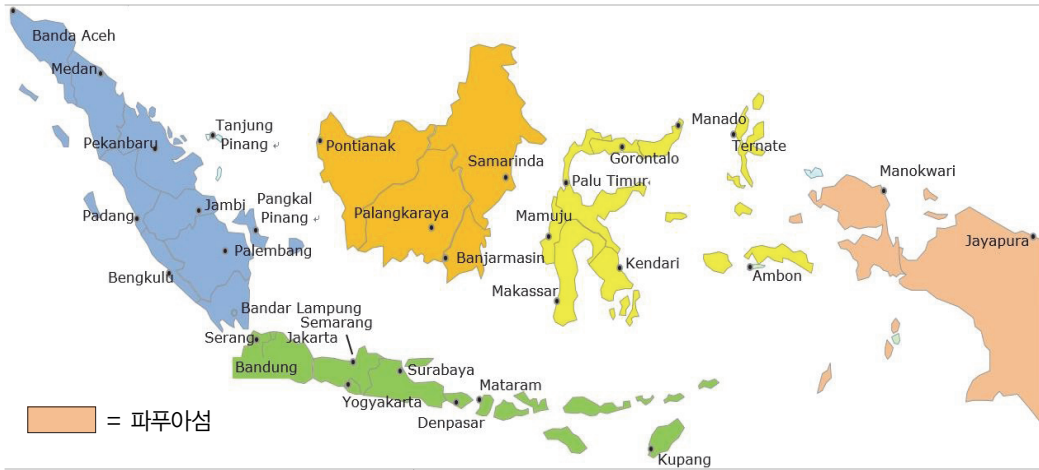 Banda Aceh
Medan
Tanjung
Pinang
Pekanbaru
Padang
Jambi
Pangkal
Pinang
Palembang
Bengkulu
Bandar Lampung
Pontianak
Samarinda
Palangkaraya
Banjarmasin
Manado
Gorontalo
Ternate
Palu Timur
Mamuju
Kendari
Makassar
Ambon
Manokwari
Jayapura
Semarang
Serang
Jakarta
Bandung
Surabaya
Yogyakarta
Mataram
Denpasar
Kupang
= 파푸아섬